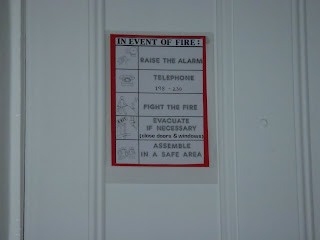 IN EVENT OF FIRE:
RAISE THE ALARM
TELEPHONE
FIGHT THE FIRE
EVACUATE
IF NECESSARY
(close doors & windows)
ASSEMBLE
IN A SAFE AREA